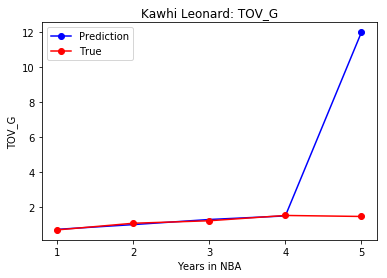 Kawhi Leonard: TOV_G
Prediction
True
12
10
8
6
4
2
TOV_G
1 2 3 4 5
Years in NBA